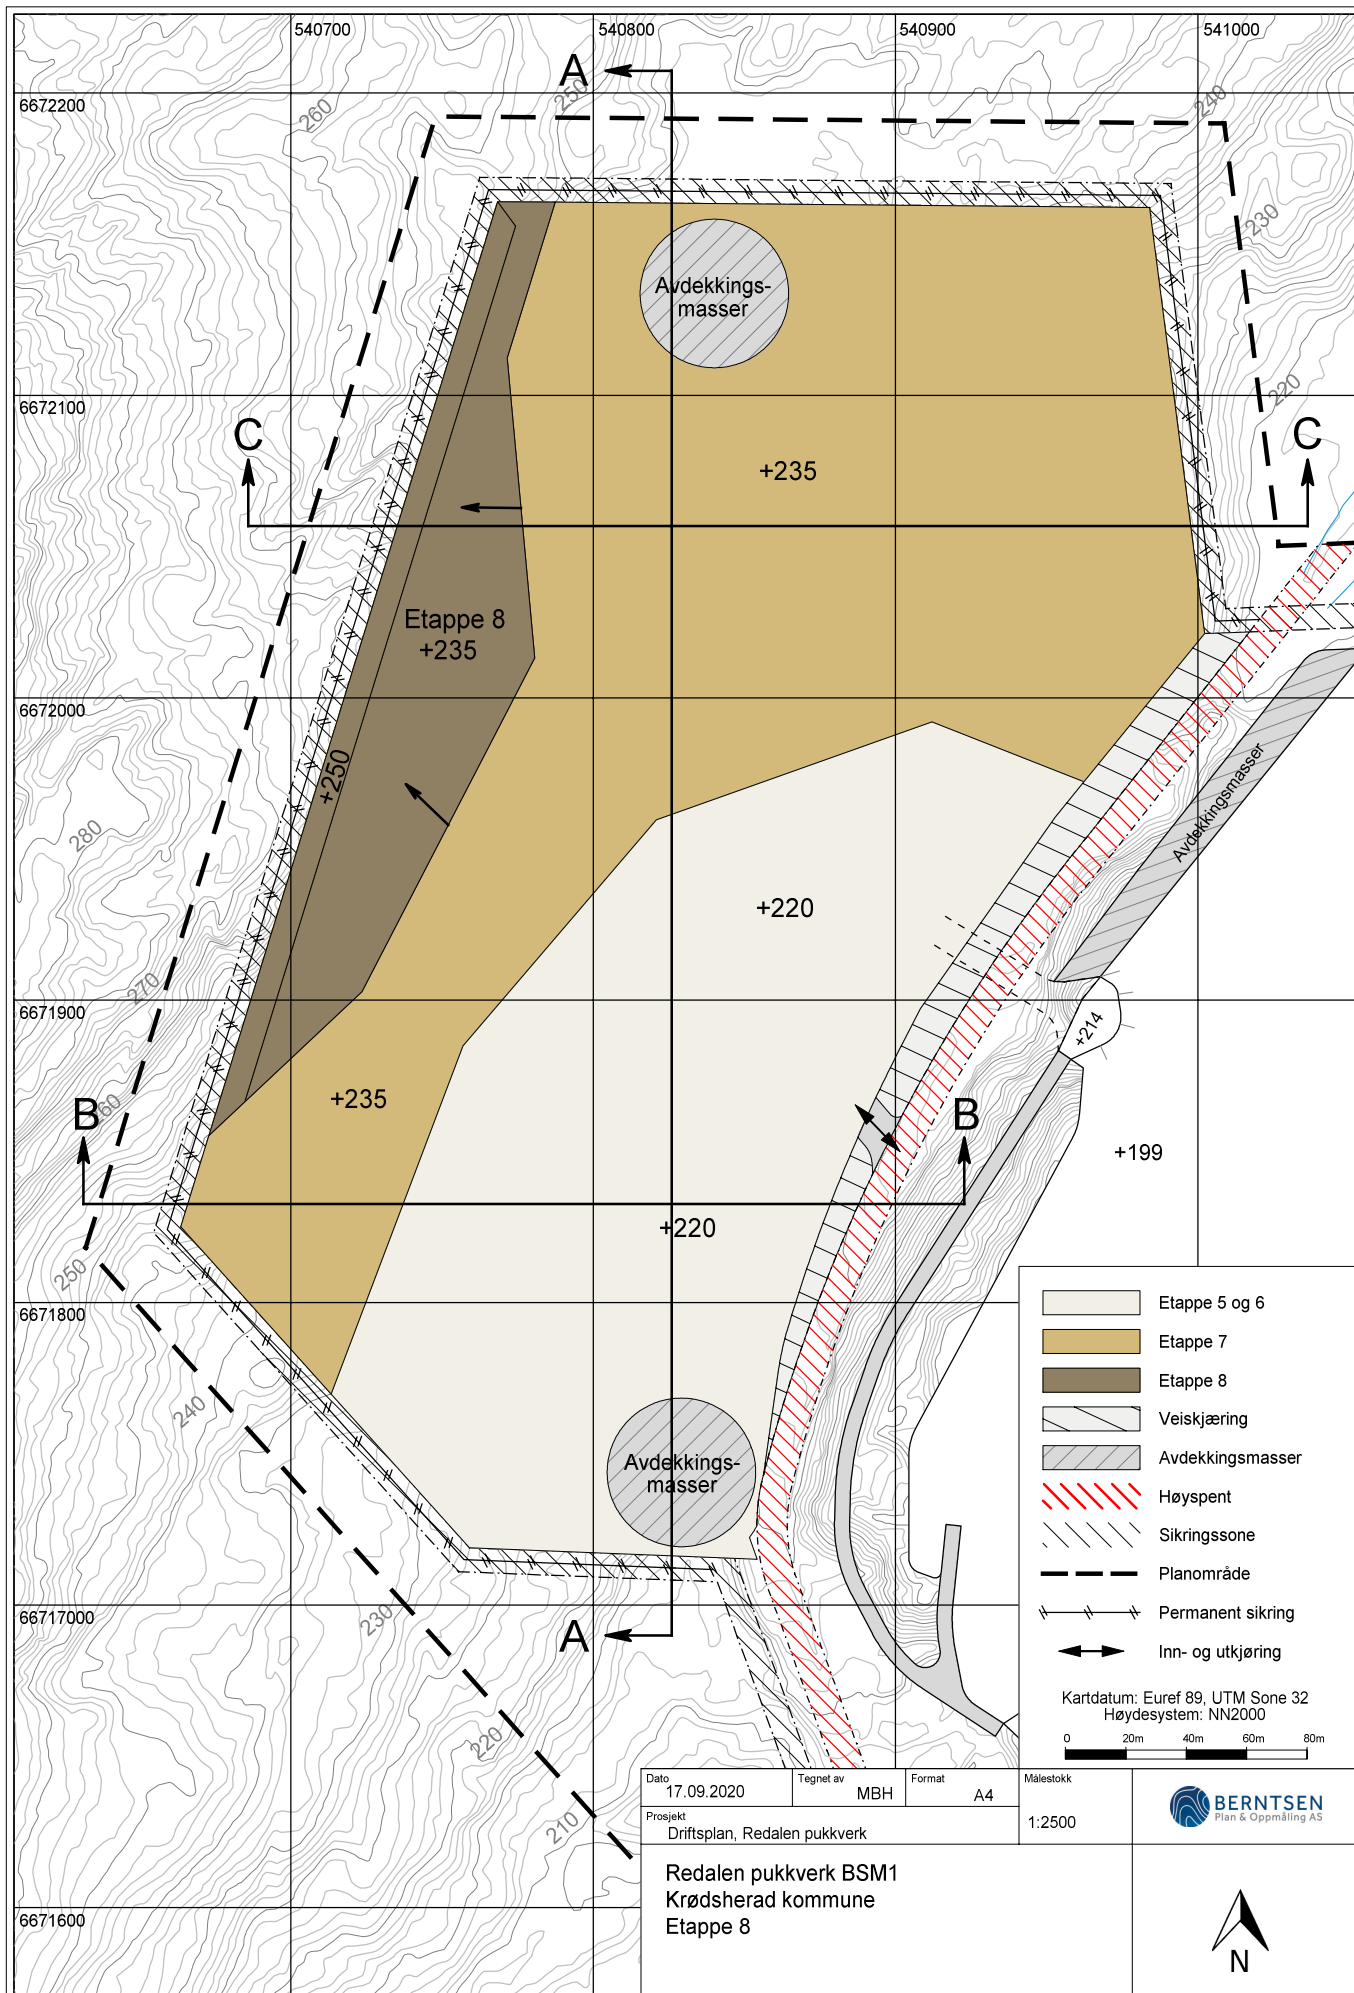 540700
540800
540900
541000
A
250
240
6672200
260
230
Avdekkings-
masser
220
6672100
C
C
+235
Etappe 8
+235
6672000
+250
Avdekkingsmasser
280
+220
270
6671900
+214
+235
260
B
B
+199
+220
250
6671800
240
Avdekkings-
masser
230
66717000
A
220
210
6671600
Etappe 5 og 6
Etappe 7
Etappe 8
Veiskjæring
Avdekkingsmasser
Høyspent
Sikringssone
Planområde
Permanent sikring
Inn- og utkjøring
Kartdatum: Euref 89, UTM Sone 32
Høydesystem: NN2000
0 20m 40m 60m 80m
Dato
17.09.2020
Tegnet av
MBH
Format
A4
Målestokk
1:2500
Prosjekt
Driftsplan, Redalen pukkverk
BERNTSEN
Plan & Oppmåling AS
Redalen pukkverk BSM1
Krødsherad kommune
Etappe 8
N